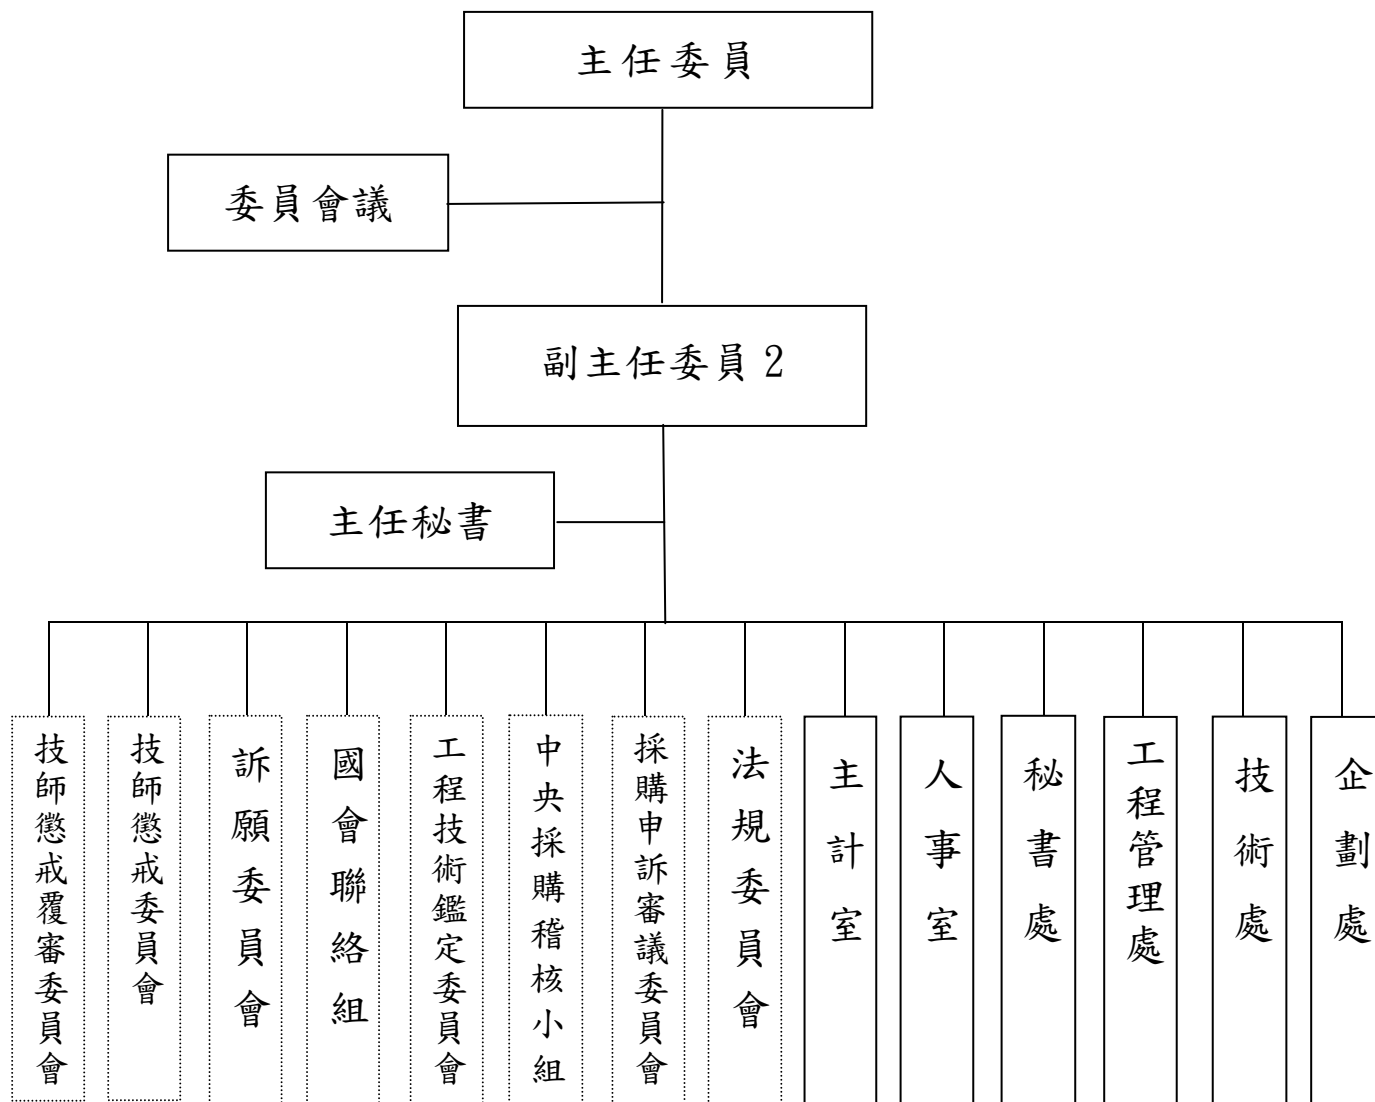 主任委員
委員會議
副主任委員 2
主任秘書
技師懲戒覆審委員會
技師懲戒委員會
訴願委員會
國會聯絡組
工程技術鑑定委員會
中央採購稽核小組
採購申訴審議委員會
法規委員會
主計室
人事室
秘書處
工程管理處
技術處
企劃處